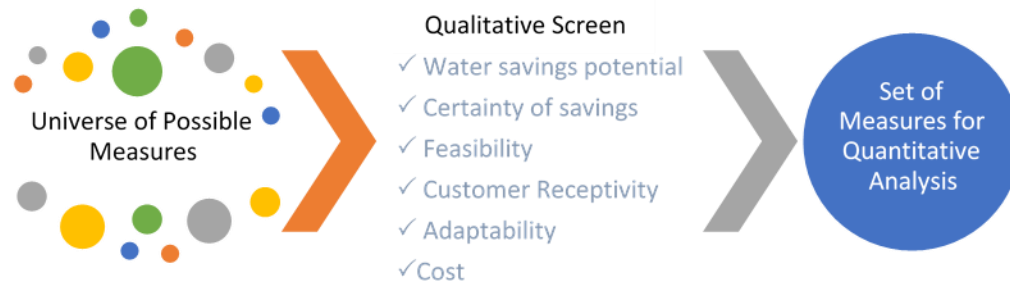 Universe of Possible
Measures
Qualitative Screen
✓ Water savings potential
✓ Certainty of savings
✓ Feasibility
✓ Customer Receptivity
✓ Adaptability
✓Cost
Set of
Measures for
Quantitative
Analysis